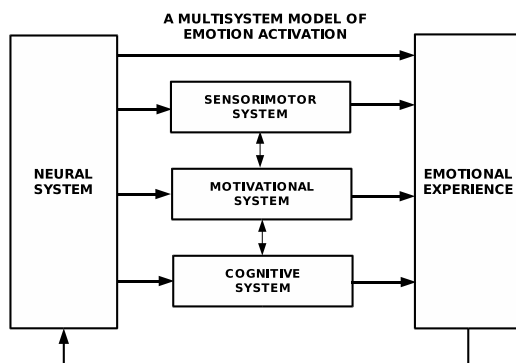 A MULTISYSTEM MODEL OF
EMOTION ACTIVATION
SENSORIMOTOR
SYSTEM
NEURAL
SYSTEM
MOTIVATIONAL
SYSTEM
EMOTIONAL
EXPERIENCE
COGNITIVE
SYSTEM